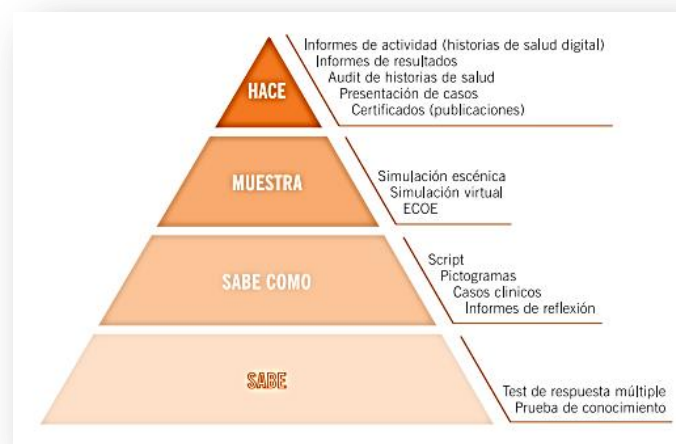 HACE
Informes de actividad (historias de salud digital)
Informes de resultados
Audit de historias de salud
Presentación de casos
Certificados (publicaciones)
MUESTRA
Simulación escénica
Simulación virtual
ECOE
SABE COMO
Script
Pictogramas
Casos clinicos
Informes de reflexión
SABE
Test de respuesta múltiple
Prueba de conocimiento